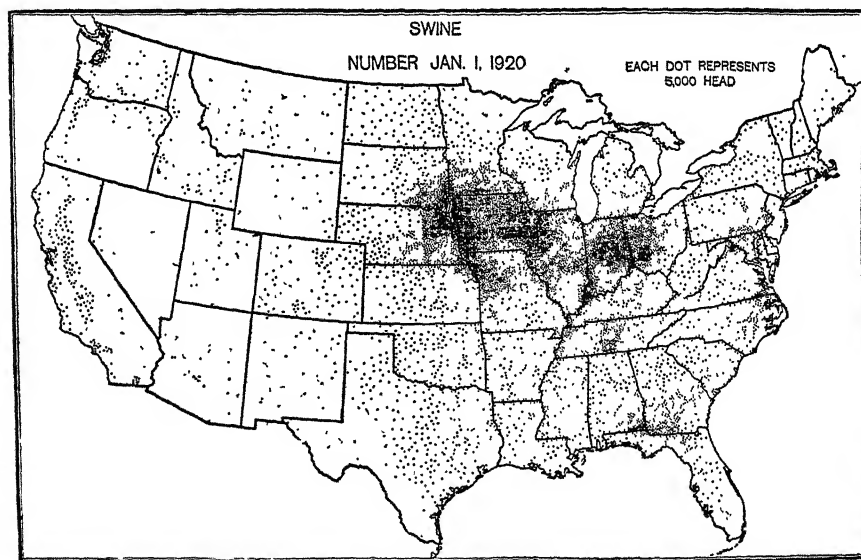 SWINE
NUMBER JAN. 1, 1920
EACH DOT REPRESENTS
5,000 HEAD